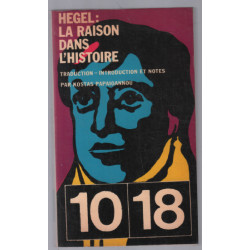 HEGEL:
LA RAISON
DANS
L'HISTOIRE
TRADUCTION - INTRODUCTION ET NOTES
PAR KOSTAS PAPAIOANNOU
10 18